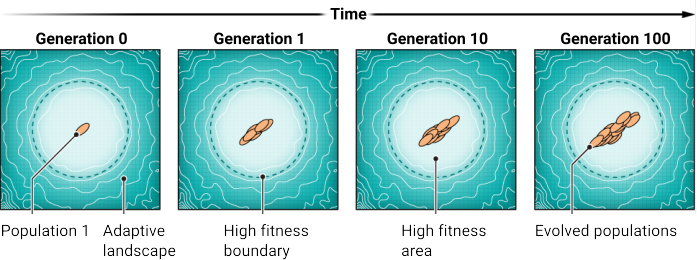 Time
Generation 0
Generation 1
Generation 10
Generation 100
Population 1
Adaptive
landscape
High fitness
boundary
High fitness
area
Evolved populations